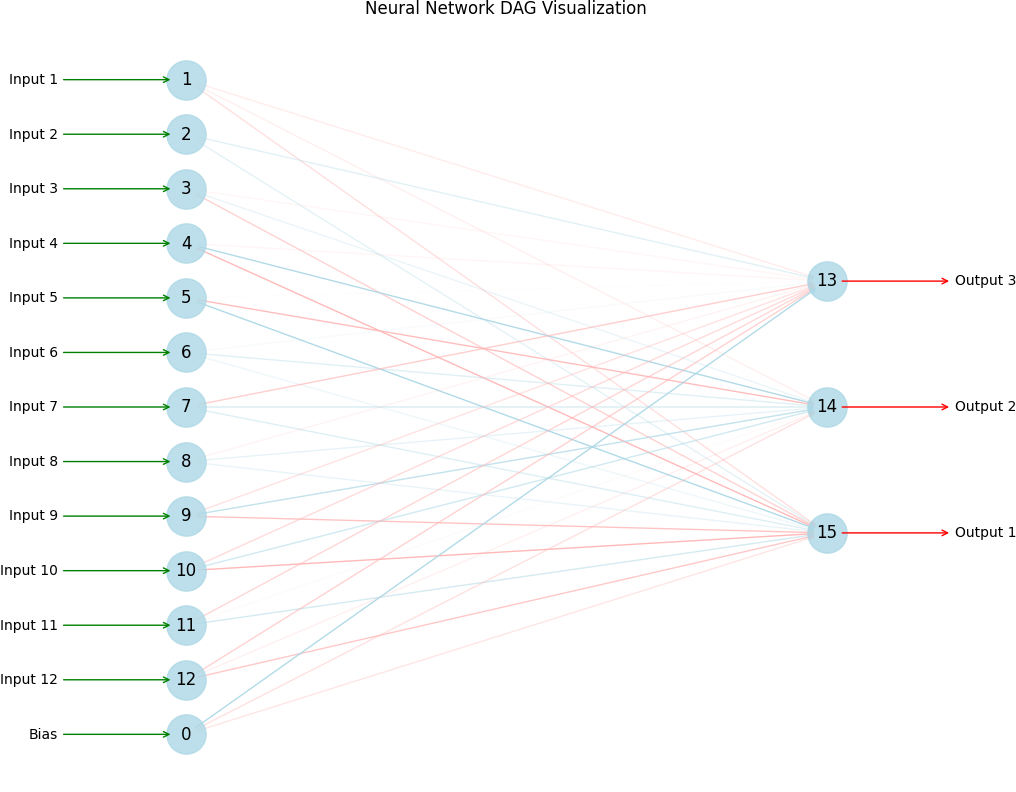 Neural Network DAG Visualization
Input 1 1
Input 2 2
Input 3 3
Input 4 4
13 Output 3
Input 5 5
Input 6 6
Input 7 7 14 Output 2
Input 8 8
Input 9 9
15 Output 1
Input 10 10
Input 11 11
Input 12 12
Bias 0